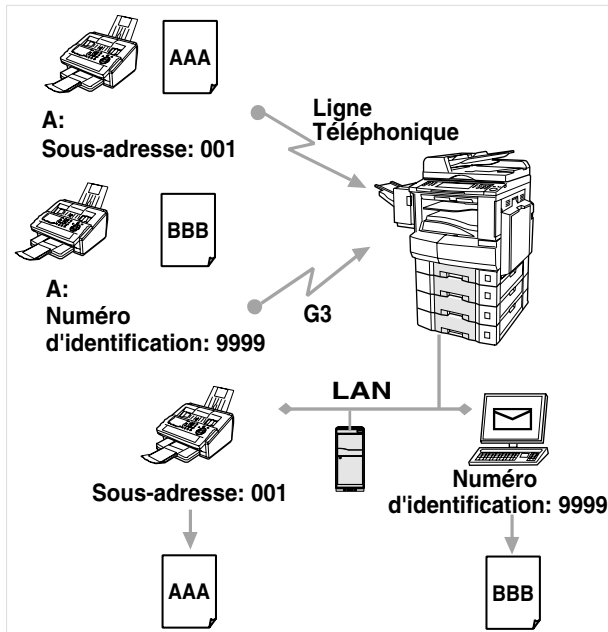 AAA
A:
Sous-adresse: 001
Ligne
Téléphonique
BBB
A:
Numéro
d'identification: 9999
G3
LAN
Sous-adresse: 001
Numéro
d'identification: 9999
AAA
BBB